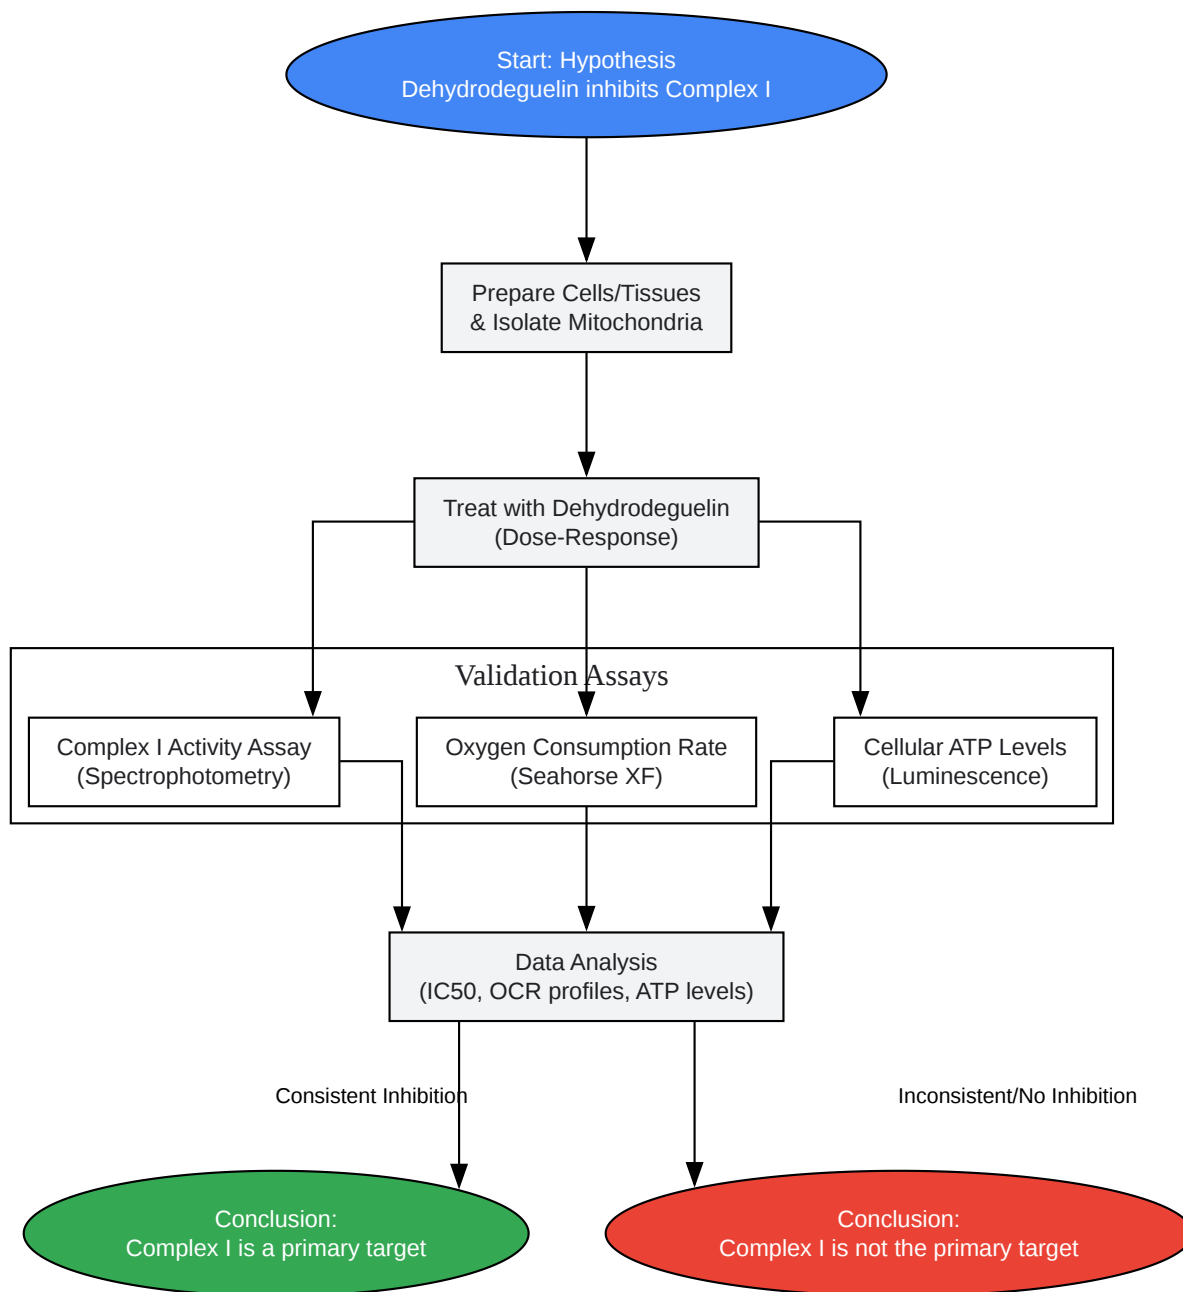 Start: Hypothesis
Dehydrodeguelin inhibits Complex I
Prepare Cells/Tissues
& Isolate Mitochondria
Treat with Dehydrodeguelin
(Dose-Response)
Validation Assays
Complex I Activity Assay
(Spectrophotometry)
Oxygen Consumption Rate
(Seahorse XF)
Cellular ATP Levels
(Luminescence)
Data Analysis
(IC50, OCR profiles, ATP levels)
Consistent Inhibition
Inconsistent/No Inhibition
Conclusion:
Complex I is a primary target
Conclusion:
Complex I is not the primary target